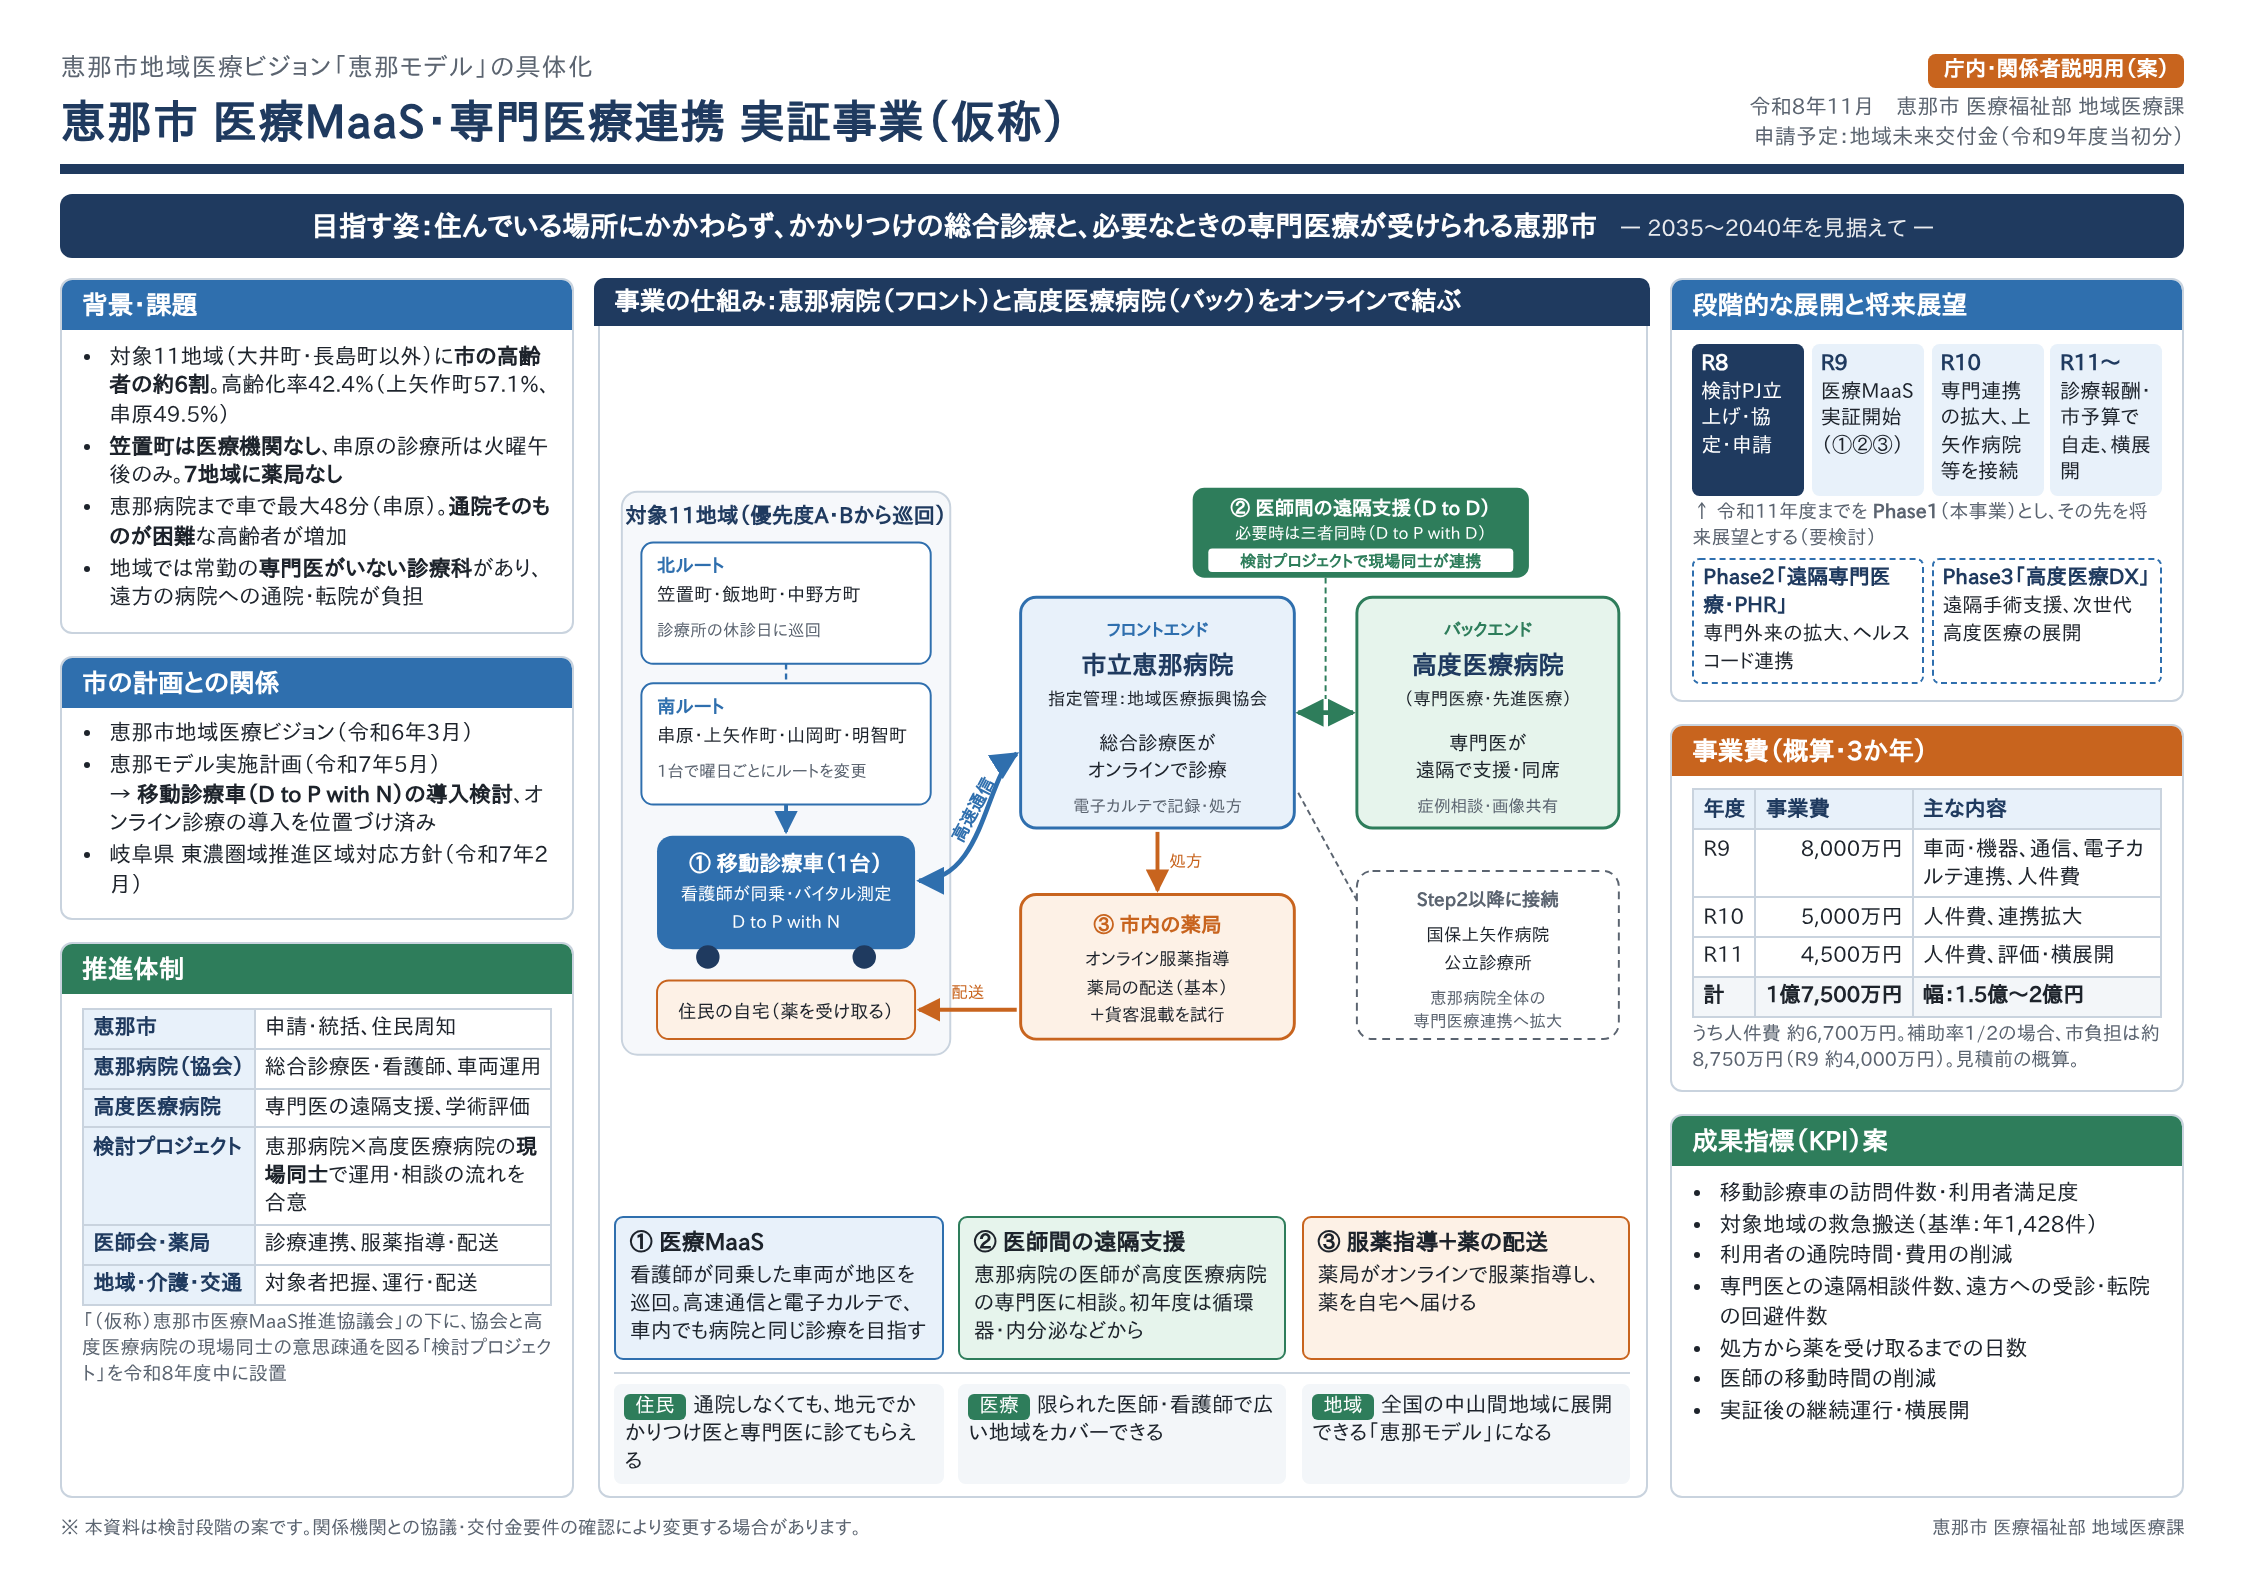 恵那市地域医療ビジョン「恵那モデル」の具体化
恵那市 医療MaaS・専門医療連携 実証事業（仮称）
庁内・関係者説明用（案）
令和8年11月　恵那市 医療福祉部 地域医療課
申請予定：地域未来交付金（令和9年度当初分）
目指す姿：住んでいる場所にかかわらず、かかりつけの総合診療と、必要なときの専門医療が受けられる恵那市　― 2035～2040年を見据えて ―
背景・課題
• 対象11地域（大井町・長島町以外）に市の高齢
者の約6割。高齢化率42.4%（上矢作町57.1%、
串原49.5%）
• 笠置町は医療機関なし、串原の診療所は火曜午
後のみ。7地域に薬局なし
• 恵那病院まで車で最大48分（串原）。通院そのも
のが困難な高齢者が増加
• 地域では常勤の専門医がいない診療科があり、
遠方の病院への通院・転院が負担
市の計画との関係
• 恵那市地域医療ビジョン（令和6年3月）
• 恵那モデル実施計画（令和7年5月）
→ 移動診療車（D to P with N）の導入検討、オ
ンライン診療の導入を位置づけ済み
• 岐阜県 東濃圏域推進区域対応方針（令和7年2
月）
推進体制
恵那市 申請・統括、住民周知
恵那病院（協会） 総合診療医・看護師、車両運用
高度医療病院 専門医の遠隔支援、学術評価
検討プロジェクト 恵那病院×高度医療病院の現
場同士で運用・相談の流れを
合意
医師会・薬局 診療連携、服薬指導・配送
地域・介護・交通 対象者把握、運行・配送
「（仮称）恵那市医療MaaS推進協議会」の下に、協会と高
度医療病院の現場同士の意思疎通を図る「検討プロジェク
ト」を令和8年度中に設置
事業の仕組み：恵那病院（フロント）と高度医療病院（バック）をオンラインで結ぶ
対象11地域（優先度A・Bから巡回）
北ルート
笠置町・飯地町・中野方町
診療所の休診日に巡回
南ルート
串原・上矢作町・山岡町・明智町
1台で曜日ごとにルートを変更
① 移動診療車（1台）
看護師が同乗・バイタル測定
D to P with N
住民の自宅（薬を受け取る）
高速通信
配送
② 医師間の遠隔支援（D to D）
必要時は三者同時（D to P with D）
検討プロジェクトで現場同士が連携
フロントエンド
市立恵那病院
指定管理：地域医療振興協会
総合診療医が
オンラインで診療
電子カルテで記録・処方
バックエンド
高度医療病院
（専門医療・先進医療）
専門医が
遠隔で支援・同席
症例相談・画像共有
処方
③ 市内の薬局
オンライン服薬指導
薬局の配送（基本）
＋貨客混載を試行
Step2以降に接続
国保上矢作病院
公立診療所
恵那病院全体の
専門医療連携へ拡大
① 医療MaaS
看護師が同乗した車両が地区を
巡回。高速通信と電子カルテで、
車内でも病院と同じ診療を目指す
② 医師間の遠隔支援
恵那病院の医師が高度医療病院
の専門医に相談。初年度は循環
器・内分泌などから
③ 服薬指導＋薬の配送
薬局がオンラインで服薬指導し、
薬を自宅へ届ける
住民 通院しなくても、地元でか
かりつけ医と専門医に診てもらえ
る
医療 限られた医師・看護師で広
い地域をカバーできる
地域 全国の中山間地域に展開
できる「恵那モデル」になる
段階的な展開と将来展望
R8
検討PJ立
上げ・協
定・申請
R9
医療MaaS
実証開始
（①②③）
R10
専門連携
の拡大、上
矢作病院
等を接続
R11～
診療報酬・
市予算で
自走、横展
開
↑ 令和11年度までを Phase1（本事業）とし、その先を将
来展望とする（要検討）
Phase2「遠隔専門医
療・PHR」
専門外来の拡大、ヘルス
コード連携
Phase3「高度医療DX」
遠隔手術支援、次世代
高度医療の展開
事業費（概算・3か年）
年度 事業費 主な内容
R9 8,000万円 車両・機器、通信、電子カ
ルテ連携、人件費
R10 5,000万円 人件費、連携拡大
R11 4,500万円 人件費、評価・横展開
計 1億7,500万円 幅：1.5億～2億円
うち人件費 約6,700万円。補助率1/2の場合、市負担は約
8,750万円（R9 約4,000万円）。見積前の概算。
成果指標（KPI）案
• 移動診療車の訪問件数・利用者満足度
• 対象地域の救急搬送（基準：年1,428件）
• 利用者の通院時間・費用の削減
• 専門医との遠隔相談件数、遠方への受診・転院
の回避件数
• 処方から薬を受け取るまでの日数
• 医師の移動時間の削減
• 実証後の継続運行・横展開
※ 本資料は検討段階の案です。関係機関との協議・交付金要件の確認により変更する場合があります。
恵那市 医療福祉部 地域医療課